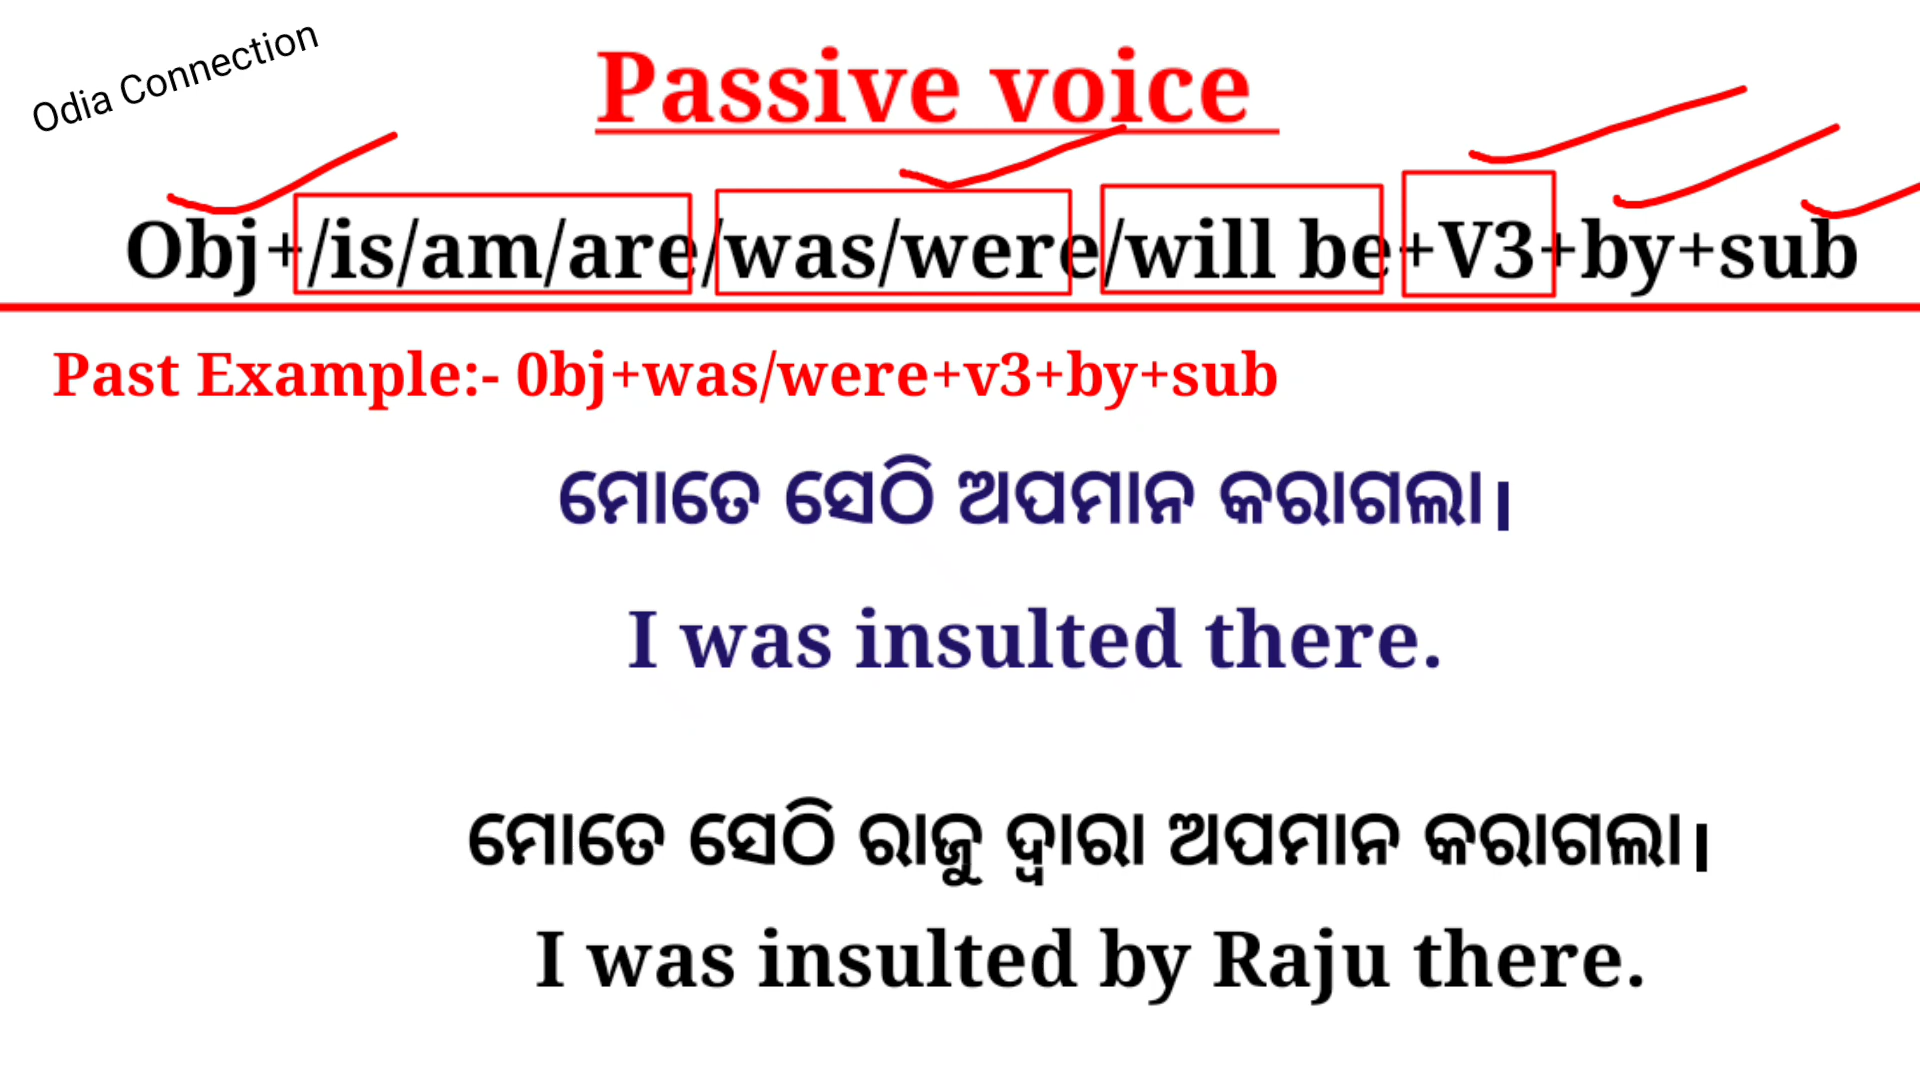 Odia Connection
Passive voice
Obj+/is/am/are/was/were/will be+V3+by+sub
Past Example:- 0bj+was/were+v3+by+sub
ମୋତେ ସେଠି ଅପମାନ କରାଗଲା।
I was insulted there.
ମୋତେ ସେଠି ରାଜୁ ଦ୍ୱାରା ଅପମାନ କରାଗଲା।
I was insulted by Raju there.